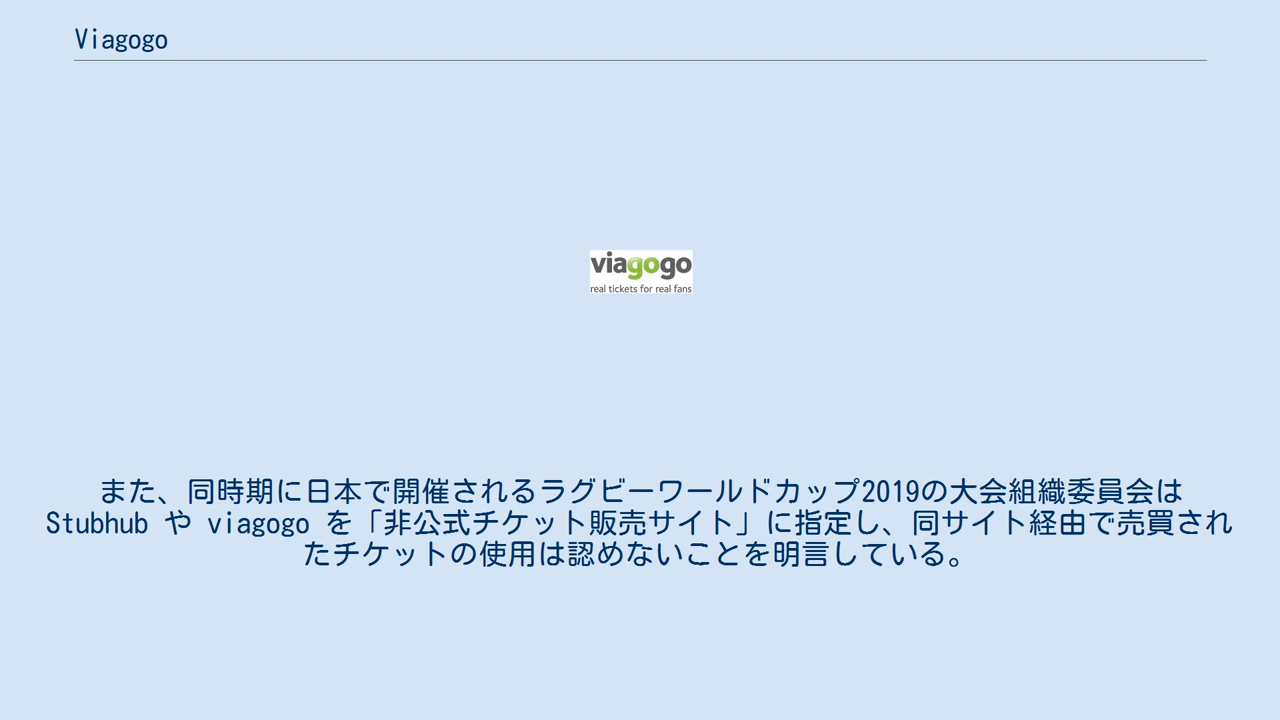 Viagogo
viagogo
real tickets for real fans
また、同時期に日本で開催されるラグビーワールドカップ2019の大会組織委員会は
Stubhub や viagogo を「非公式チケット販売サイト」に指定し、同サイト経由で売買され
たチケットの使用は認めないことを明言している。